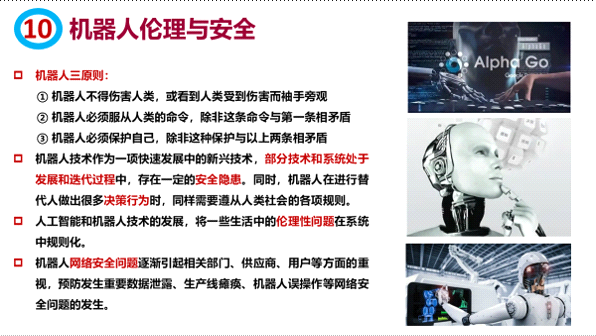 10 机器人伦理与安全
机器人三原则：
① 机器人不得伤害人类，或看到人类受到伤害而袖手旁观
② 机器人必须服从人类的命令，除非这条命令与第一条相矛盾
③ 机器人必须保护自己，除非这种保护与以上两条相矛盾
机器人技术作为一项快速发展中的新兴技术，部分技术和系统处于
发展和迭代过程中，存在一定的安全隐患。同时，机器人在进行替
代人做出很多决策行为时，同样需要遵从人类社会的各项规则。
人工智能和机器人技术的发展，将一些生活中的伦理性问题在系统
中规则化。
机器人网络安全问题逐渐引起相关部门、供应商、用户等方面的重
视，预防发生重要数据泄露、生产线瘫痪、机器人误操作等网络安
全问题的发生。
Alpha Go